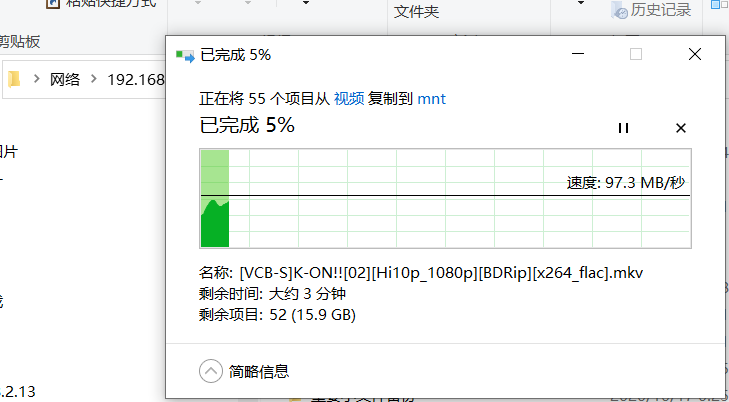 粘贴快捷方式
文件夹
历史记录
剪贴板
已完成 5%
网络
192.168
正在将 55 个项目从 视频 复制到 mnt
已完成 5%
速度: 97.3 MB/秒
名称: [VCB-S]K-ON!![02][Hi10p_1080p][BDRip][x264_flac].mkv
剩余时间: 大约 3 分钟
剩余项目: 52 (15.9 GB)
简略信息
.2.13